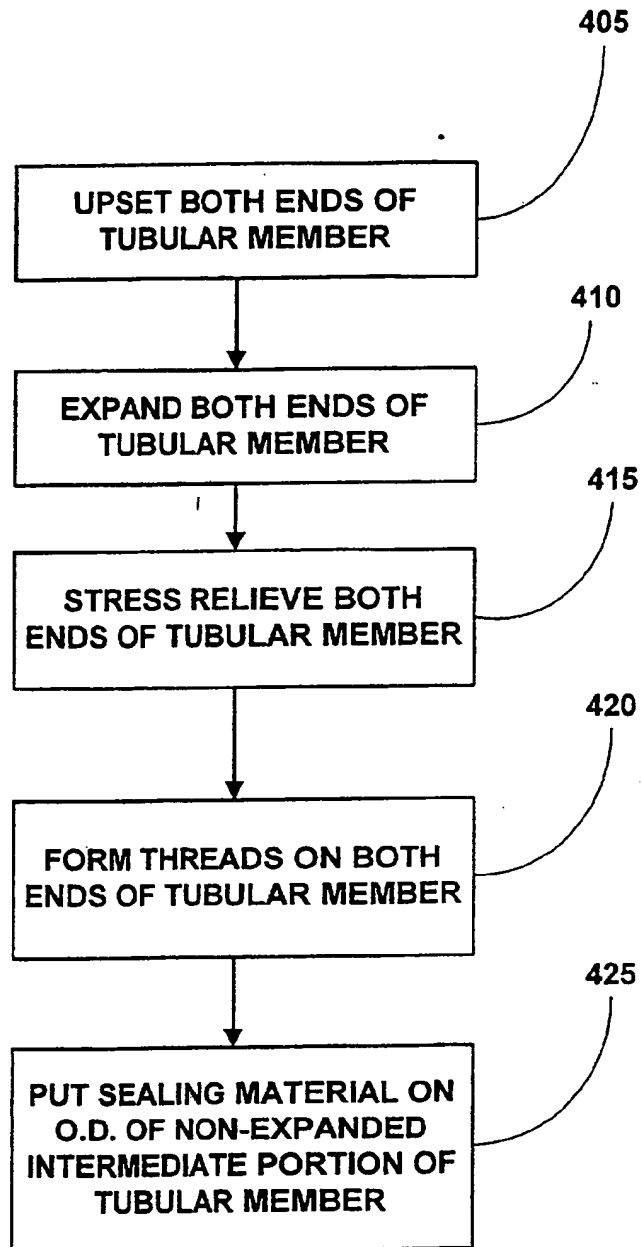 405
UPSET BOTH ENDS OF
TUBULAR MEMBER
410
EXPAND BOTH ENDS OF
TUBULAR MEMBER
415
STRESS RELIEVE BOTH
ENDS OF TUBULAR MEMBER
420
FORM THREADS ON BOTH
ENDS OF TUBULAR MEMBER
425
PUT SEALING MATERIAL ON
O.D. OF NON-EXPANDED
INTERMEDIATE PORTION OF
TUBULAR MEMBER